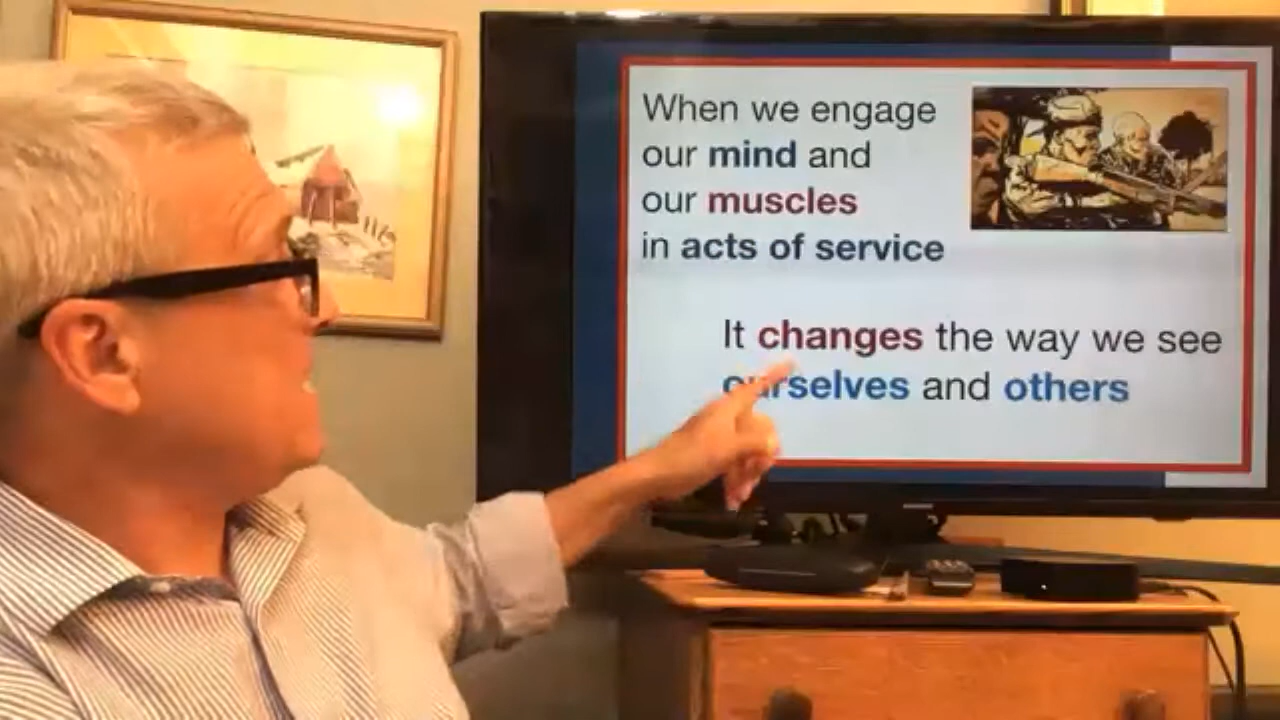 When we engage
our mind and
our muscles
in acts of service
It changes the way we see
ourselves and others